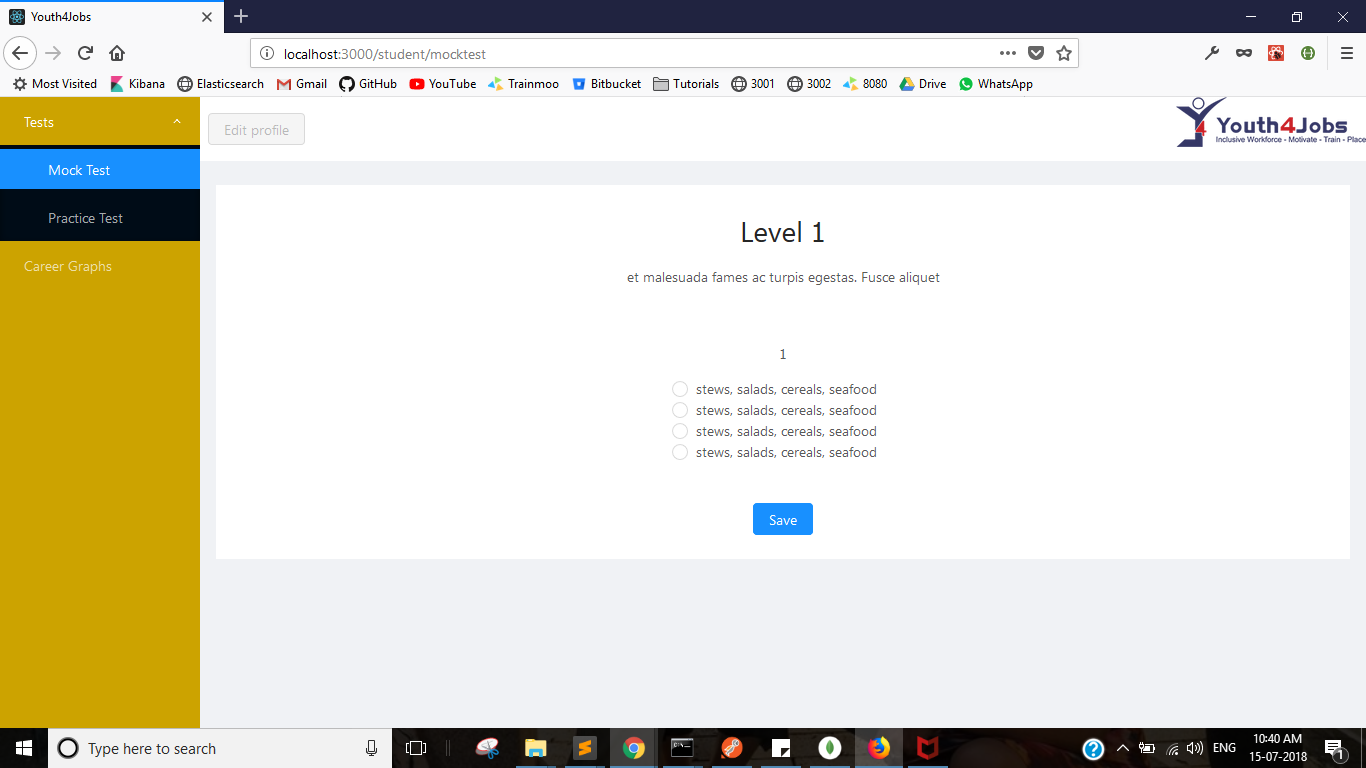 Youth4Jobs
localhost:3000/student/mocktest
Most Visited Kibana Elasticsearch Gmail GitHub YouTube Trainmoo Bitbucket Tutorials 3001 3002 8080 Drive WhatsApp
Tests
Mock Test
Practice Test
Career Graphs
Edit profile
Youth4Jobs
Inclusive Workforce - Motivate - Train - Place
Level 1
et malesuada fames ac turpis egestas. Fusce aliquet
1
stews, salads, cereals, seafood
stews, salads, cereals, seafood
stews, salads, cereals, seafood
stews, salads, cereals, seafood
Save
Type here to search
ENG
10:40 AM
15-07-2018
1